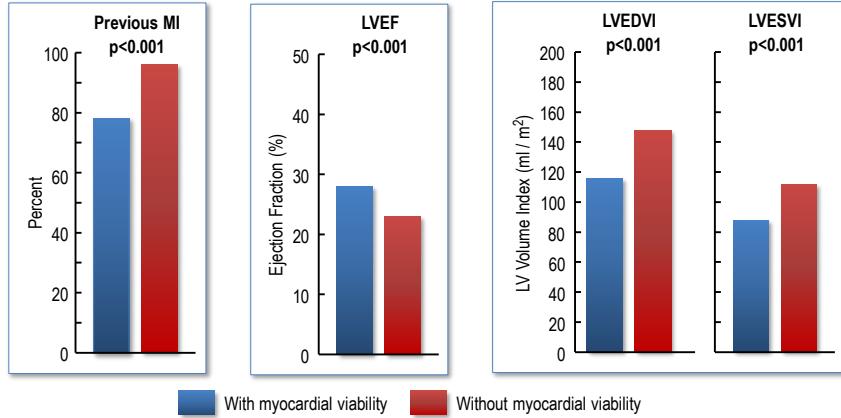 Previous MI
p<0.001
100
80
60
40
20
0
Percent
LVEF
p<0.001
50
40
30
20
10
0
Ejection Fraction (%)
LVEDVI
p<0.001
LVESVI
p<0.001
200
180
160
140
120
100
80
60
40
20
0
LV Volume Index (ml / m²)
With myocardial viability
Without myocardial viability